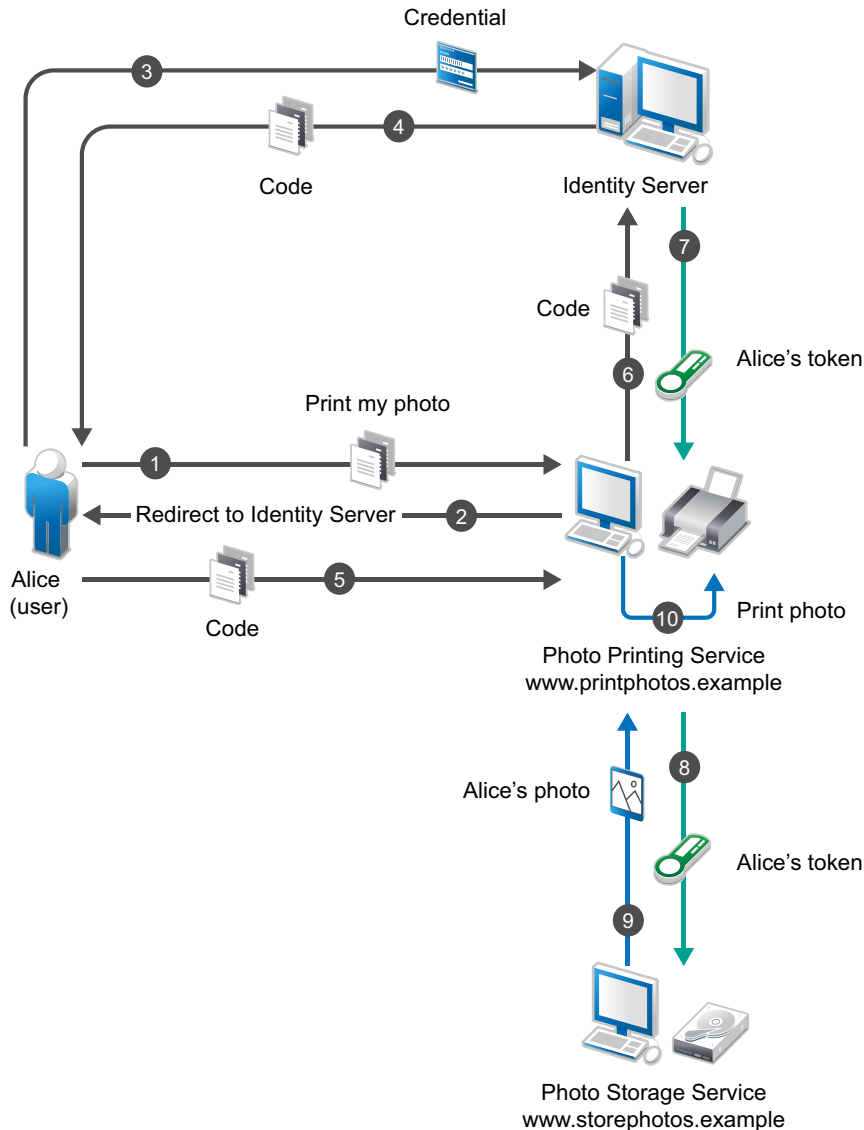 Credential
3
4
Code
Identity Server
7
Code
Alice's token
6
Print my photo
1
Redirect to Identity Server
2
Alice
(user)
5
Code
10
Print photo
Photo Printing Service
www.printphotos.example
8
Alice's photo
Alice's token
9
Photo Storage Service
www.storephotos.example